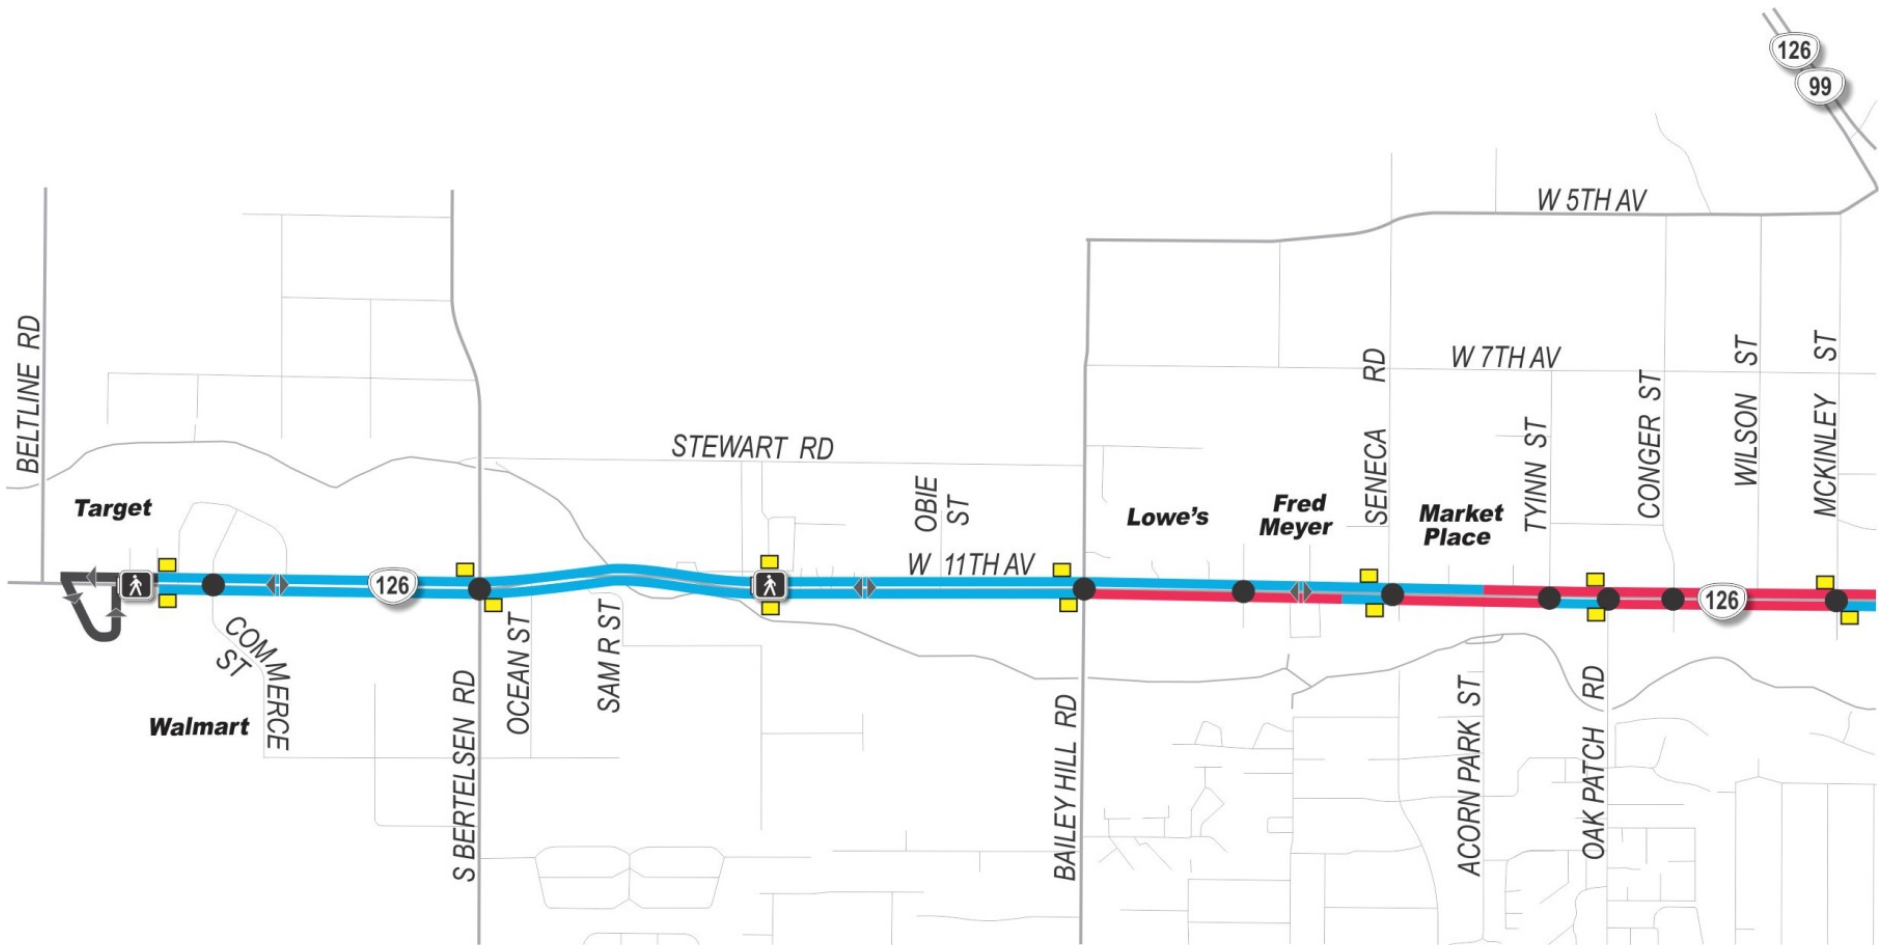 126
99
W 5TH AV
BELTLINE RD
SENECA RD
W 7TH AV
WILSON ST
MCKINLEY ST
CONGER ST
TYINN ST
STEWART RD
OBIE
ST
Target
Lowe's
Fred
Meyer
Market
Place
W 11TH AV
126
126
COMMERCE
ST
OCEAN ST
SAM R ST
Walmart
S BERTELSEN RD
BAILEY HILL RD
ACORN PARK ST
OAK PATCH RD